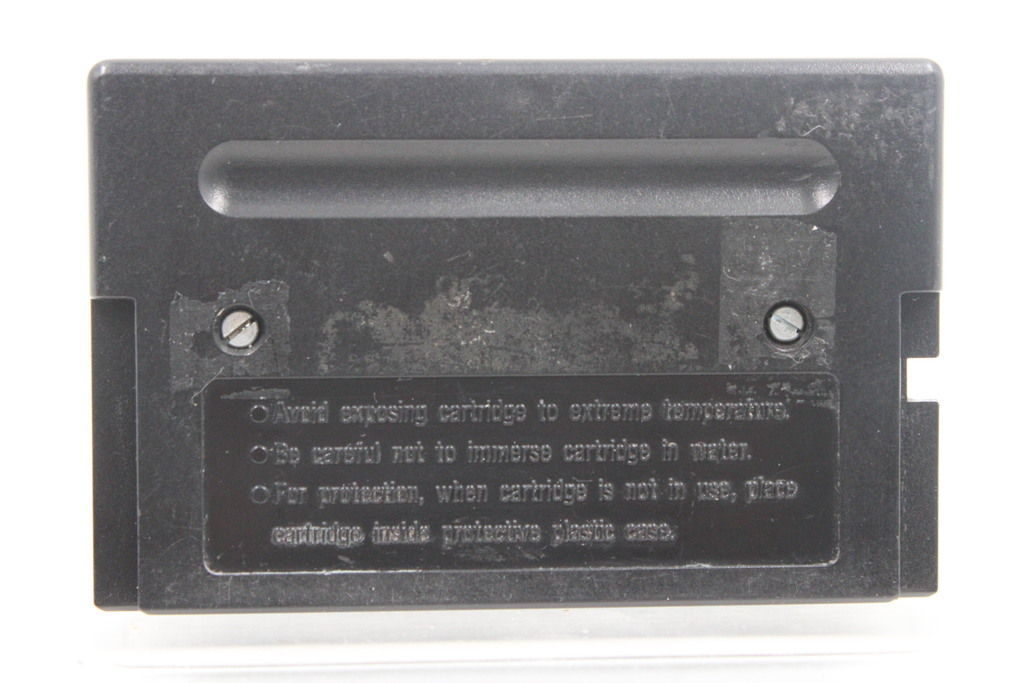 ○Avoid exposing cartridge to extreme temperature.
○Be careful not to immerse cartridge in water.
○For protection, when cartridge is not in use, place
cartridge inside protective plastic case.